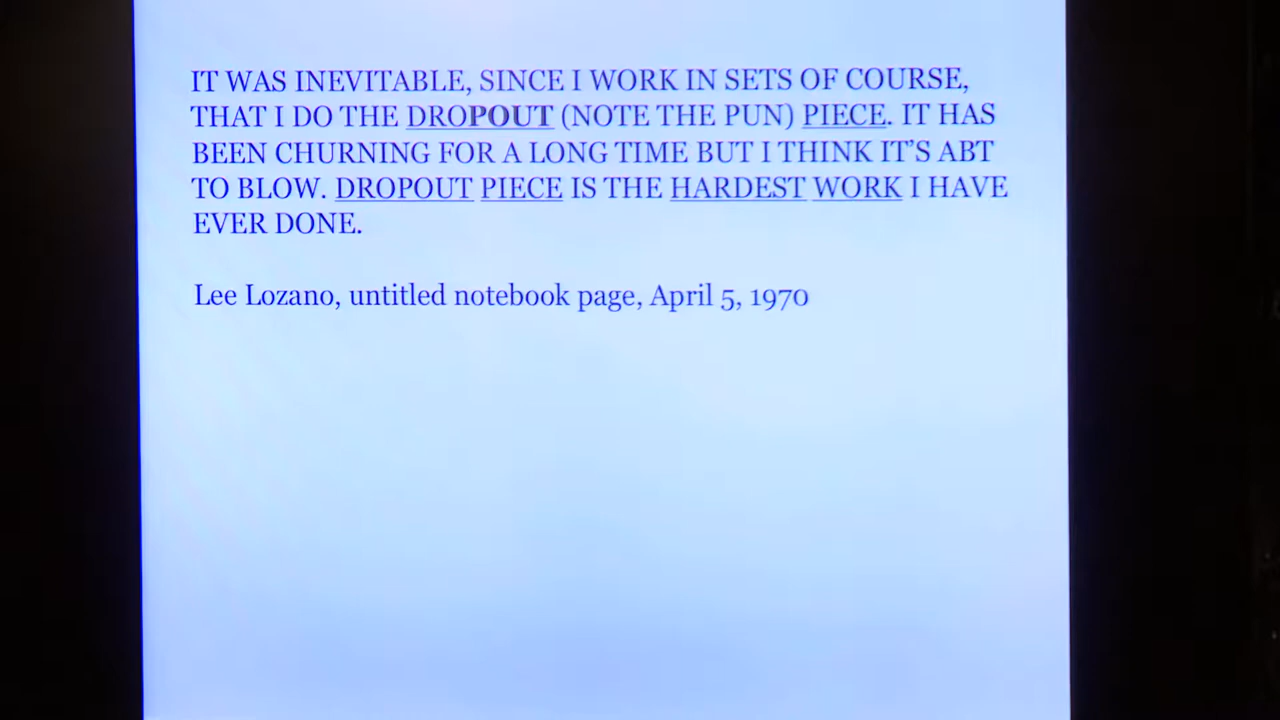 IT WAS INEVITABLE, SINCE I WORK IN SETS OF COURSE,
THAT I DO THE DROPOUT (NOTE THE PUN) PIECE. IT HAS
BEEN CHURNING FOR A LONG TIME BUT I THINK IT'S ABT
TO BLOW. DROPOUT PIECE IS THE HARDEST WORK I HAVE
EVER DONE.
Lee Lozano, untitled notebook page, April 5, 1970